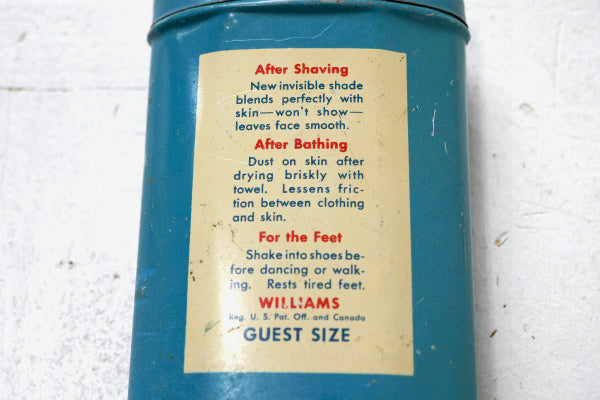 After Shaving
New invisible shade
blends perfectly with
skin—won't show—
leaves face smooth.
After Bathing
Dust on skin after
drying briskly with
towel. Lessens fric-
tion between clothing
and skin.
For the Feet
Shake into shoes be-
fore dancing or walk-
ing. Rests tired feet.
WILLIAMS
Reg. U. S. Pat. Off. and Canada
GUEST SIZE